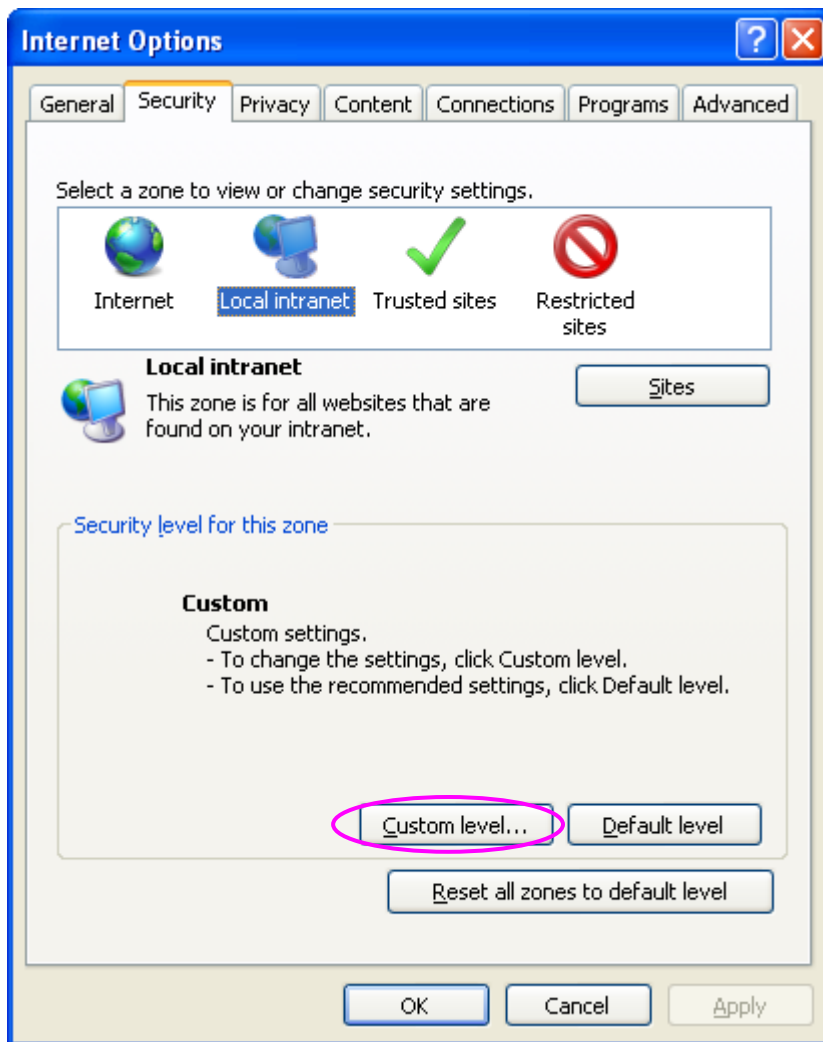 Internet Options
General Security Privacy Content Connections Programs Advanced
Select a zone to view or change security settings.
Internet Local intranet Trusted sites Restricted
sites
Local intranet
Sites
This zone is for all websites that are
found on your intranet.
Security level for this zone
Custom
Custom settings.
- To change the settings, click Custom level.
- To use the recommended settings, click Default level.
Custom level... Default level
Reset all zones to default level
OK Cancel Apply